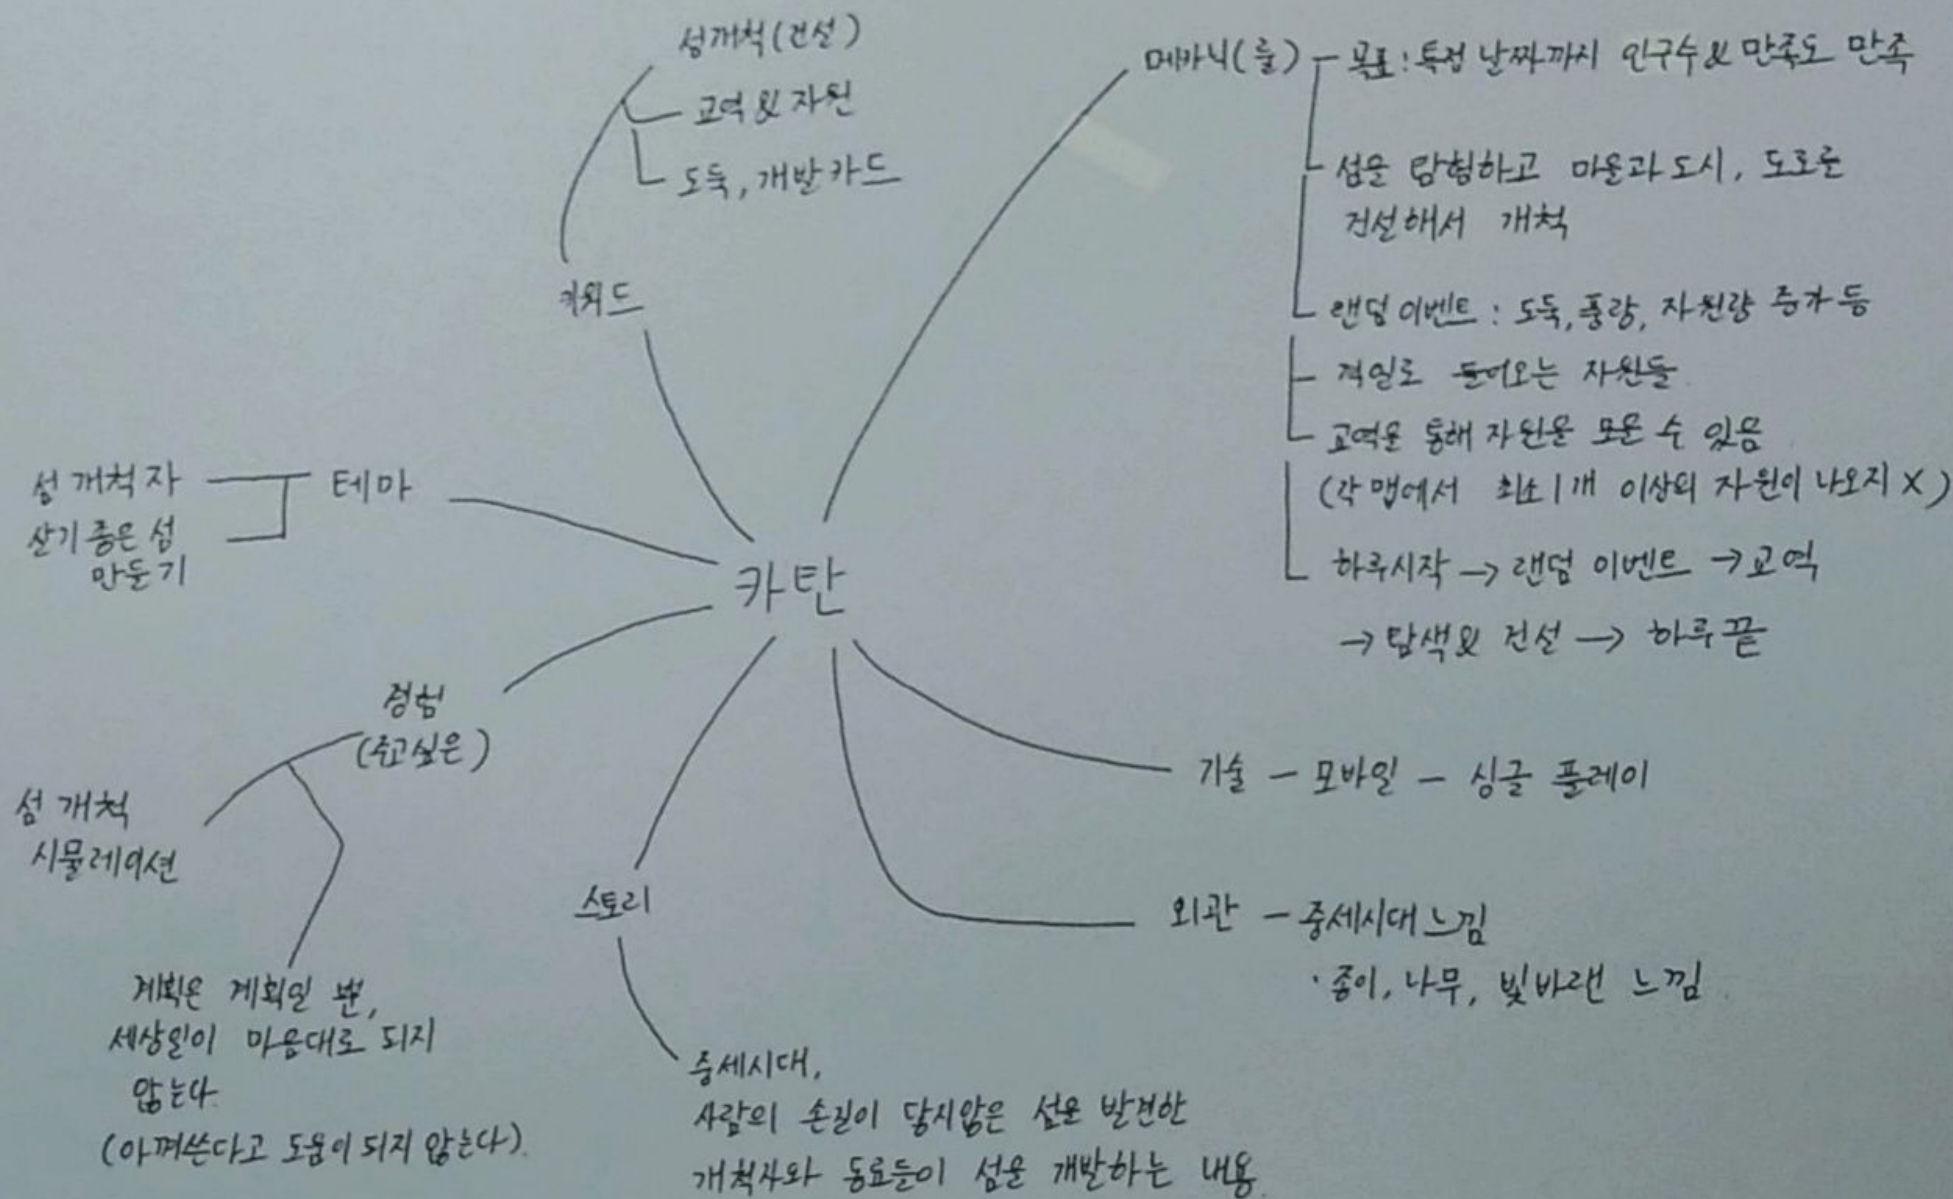 카탄
키워드
섬개척(건설)
교역 & 자원
도둑, 개발 카드
메카닉(룰) - 목표: 특정 날짜까지 인구수 & 만족도 만족
섬을 탐험하고 마을과 도시, 도로를
건설해서 개척
랜덤 이벤트 : 도둑, 풍랑, 자원량 증가 등
격일로 들어오는 자원들
교역을 통해 자원을 모을 수 있음
(각 맵에서 최소 1개 이상의 자원이 나오지 X)
하루시작 → 랜덤 이벤트 → 교역
→ 탐색 & 건설 → 하루 끝
테마
섬 개척자
살기 좋은 섬
만들기
경험
(주고싶은)
섬 개척
시뮬레이션
계획은 계획일 뿐,
세상일이 마음대로 되지
않는다.
(아껴쓴다고 도움이 되지 않는다).
스토리
중세시대,
사람의 손길이 닿지않은 섬을 발견한
개척자와 동료들이 섬을 개발하는 내용.
기술 - 모바일 - 싱글 플레이
외관 - 중세시대 느낌
· 종이, 나무, 빛바랜 느낌.